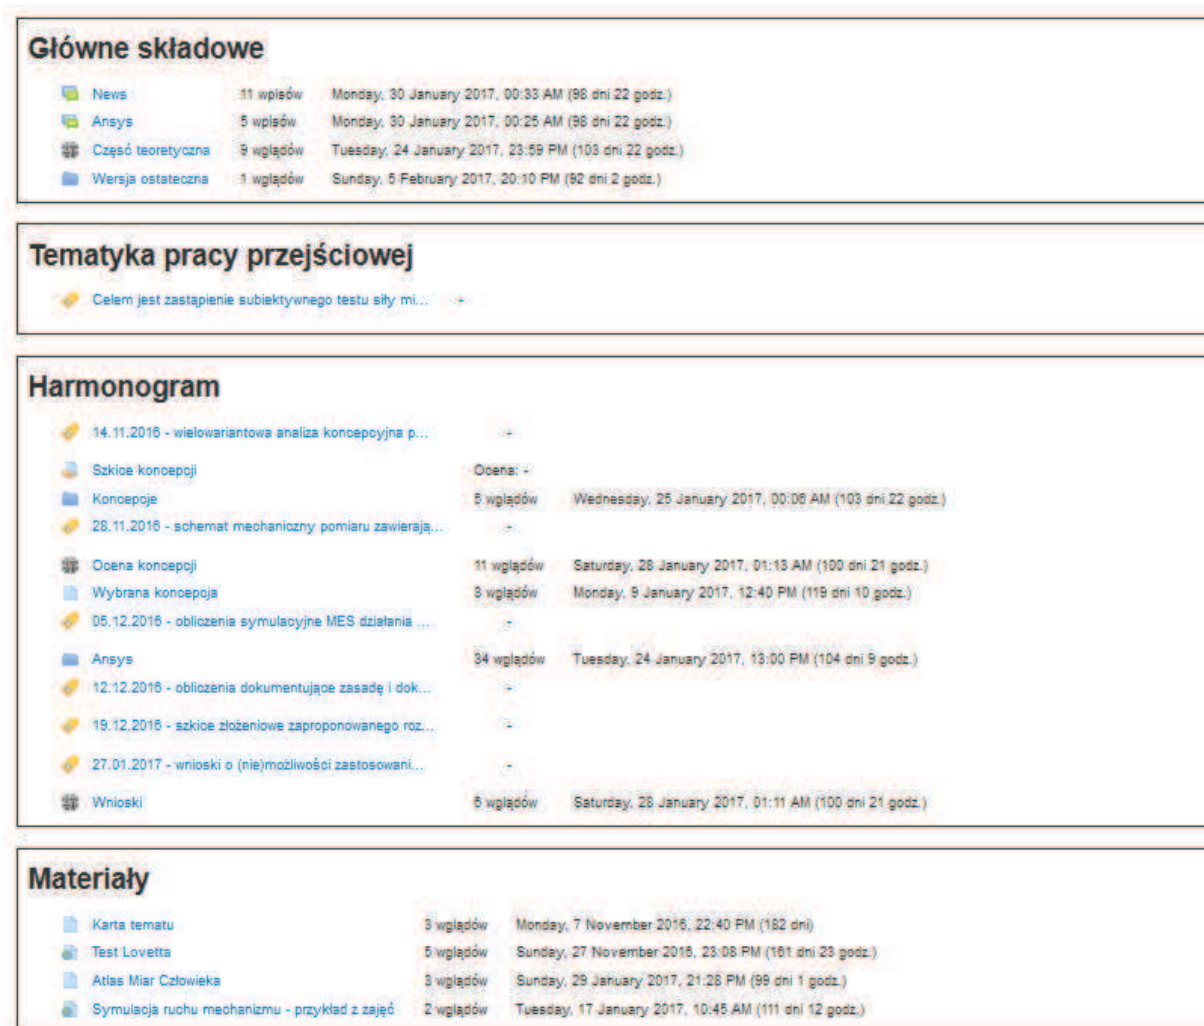 Główne składowe
News 11 wpisów Monday, 30 January 2017, 00:33 AM (98 dni 22 godz.)
Ansys 5 wpisów Monday, 30 January 2017, 00:25 AM (98 dni 22 godz.)
Część teoretyczna 9 wglądów Tuesday, 24 January 2017, 23:59 PM (103 dni 22 godz.)
Wersja ostateczna 1 wglądów Sunday, 5 February 2017, 20:10 PM (92 dni 2 godz.)
Tematyka pracy przejściowej
Celem jest zastąpienie subiektywnego testu siły mi... -
Harmonogram
14.11.2016 - wielowariantowa analiza koncepcyjna p... -
Szkice koncepcji Ocena: -
Koncepcje 5 wglądów Wednesday, 25 January 2017, 00:06 AM (103 dni 22 godz.)
28.11.2016 - schemat mechaniczny pomiaru zawierają... -
Ocena koncepcji 11 wglądów Saturday, 28 January 2017, 01:13 AM (100 dni 21 godz.)
Wybrana koncepcja 3 wglądów Monday, 9 January 2017, 12:40 PM (119 dni 10 godz.)
05.12.2016 - obliczenia symulacyjne MES działania ... -
Ansys 34 wglądów Tuesday, 24 January 2017, 13:00 PM (104 dni 9 godz.)
12.12.2016 - obliczenia dokumentujące zasadę i dok... -
19.12.2016 - szkice złożeniowe zaproponowanego roz... -
27.01.2017 - wnioski o (nie)możliwości zastosowani... -
Wnioski 6 wglądów Saturday, 28 January 2017, 01:11 AM (100 dni 21 godz.)
Materiały
Karta tematu 3 wglądów Monday, 7 November 2016, 22:40 PM (182 dni)
Test Lovetta 5 wglądów Sunday, 27 November 2016, 23:08 PM (161 dni 23 godz.)
Atlas Miar Człowieka 3 wglądów Sunday, 29 January 2017, 21:28 PM (99 dni 1 godz.)
Symulacja ruchu mechanizmu - przykład z zajęć 2 wglądów Tuesday, 17 January 2017, 10:45 AM (111 dni 12 godz.)